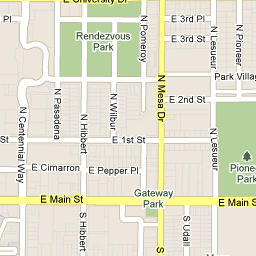 E University Dr
E 3rd Pl
Rendezvous
Park
N Pomeroy
E 3rd St
N Lesueur
N Pioneer
N Mesa Dr
Park Villag
N Centennial Way
N Pasadena
N Hibbert
N Wilbur
E 2nd St
St
E 1st St
N Lesueur
E Cimarron
E Pepper Pl
Pione
Park
E Main St
Gateway
Park
E Main St
S Hibbert
S
S Udall